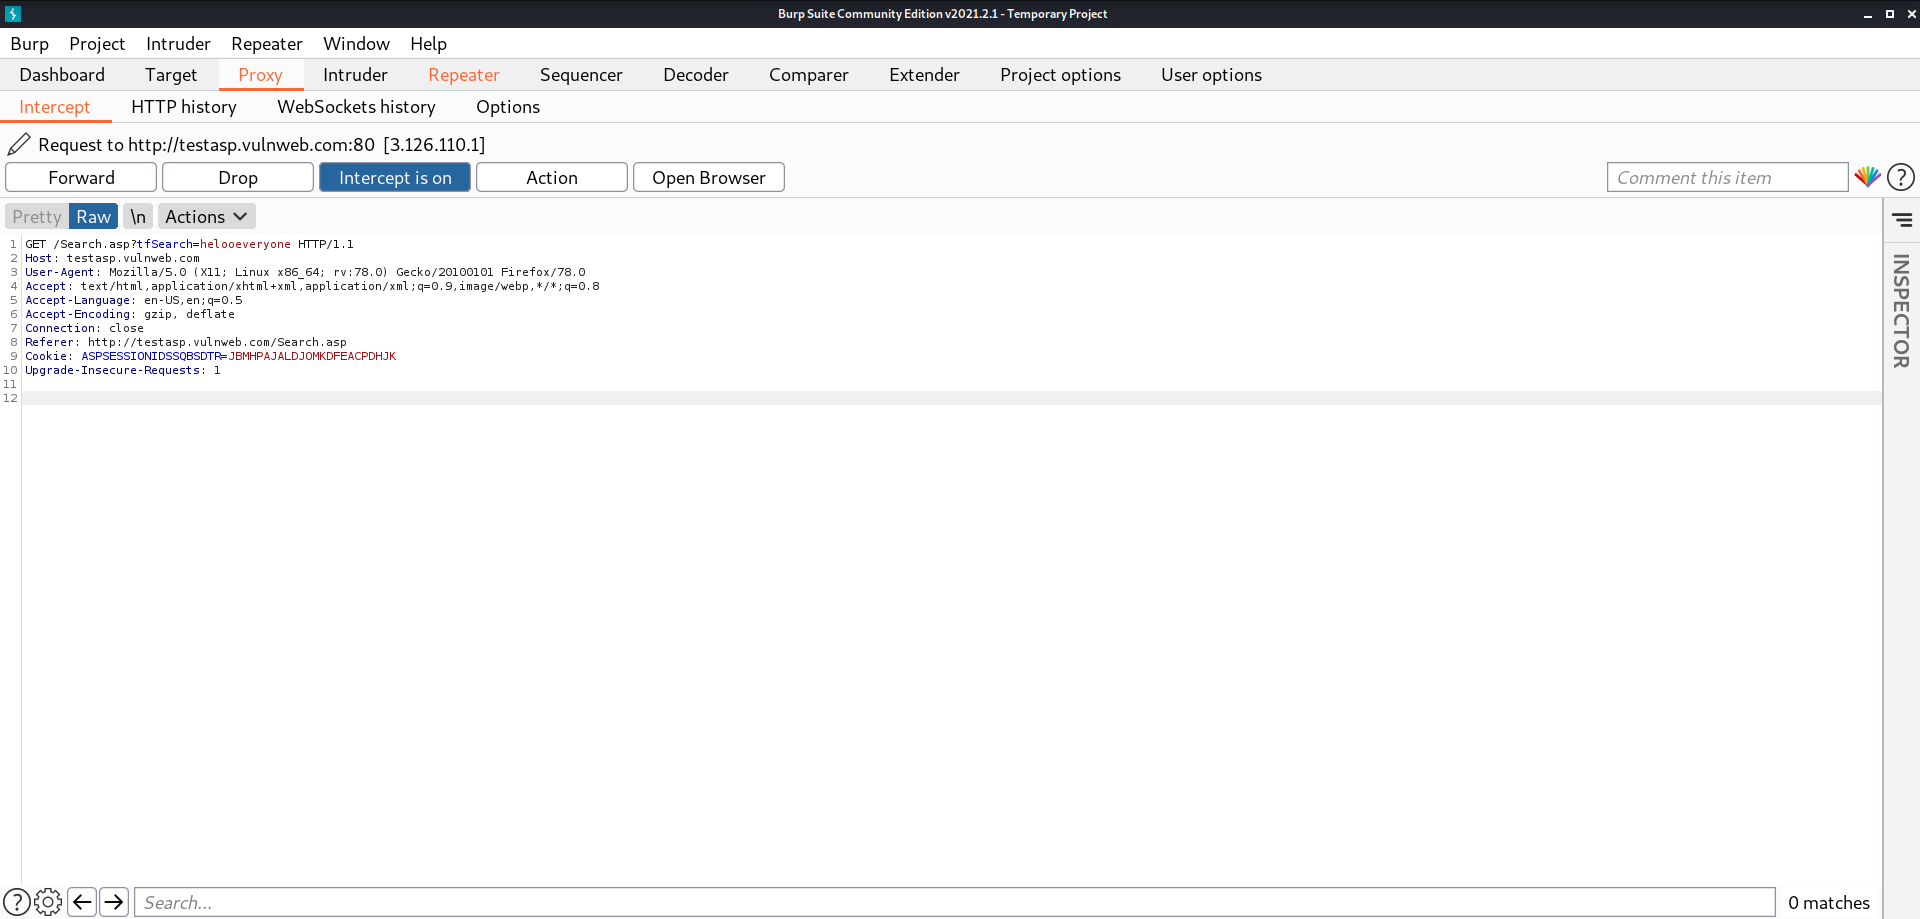 Burp Suite Community Edition v2021.2.1 - Temporary Project
Burp Project Intruder Repeater Window Help
Dashboard Target Proxy Intruder Repeater Sequencer Decoder Comparer Extender Project options User options
Intercept HTTP history WebSockets history Options
Request to http://testasp.vulnweb.com:80 [3.126.110.1]
Forward Drop Intercept is on Action Open Browser Comment this item ?
Pretty Raw \n Actions
1 GET /Search.asp?tfSearch=helooeveryone HTTP/1.1
2 Host: testasp.vulnweb.com
3 User-Agent: Mozilla/5.0 (X11; Linux x86_64; rv:78.0) Gecko/20100101 Firefox/78.0
4 Accept: text/html,application/xhtml+xml,application/xml;q=0.9,image/webp,*/*;q=0.8
5 Accept-Language: en-US,en;q=0.5
6 Accept-Encoding: gzip, deflate
7 Connection: close
8 Referer: http://testasp.vulnweb.com/Search.asp
9 Cookie: ASPSESSIONIDSSQBSDTR=JBMHPAJALDJOMKDFEACPDHJK
10 Upgrade-Insecure-Requests: 1
11
12
INSPECTOR
? Search... 0 matches